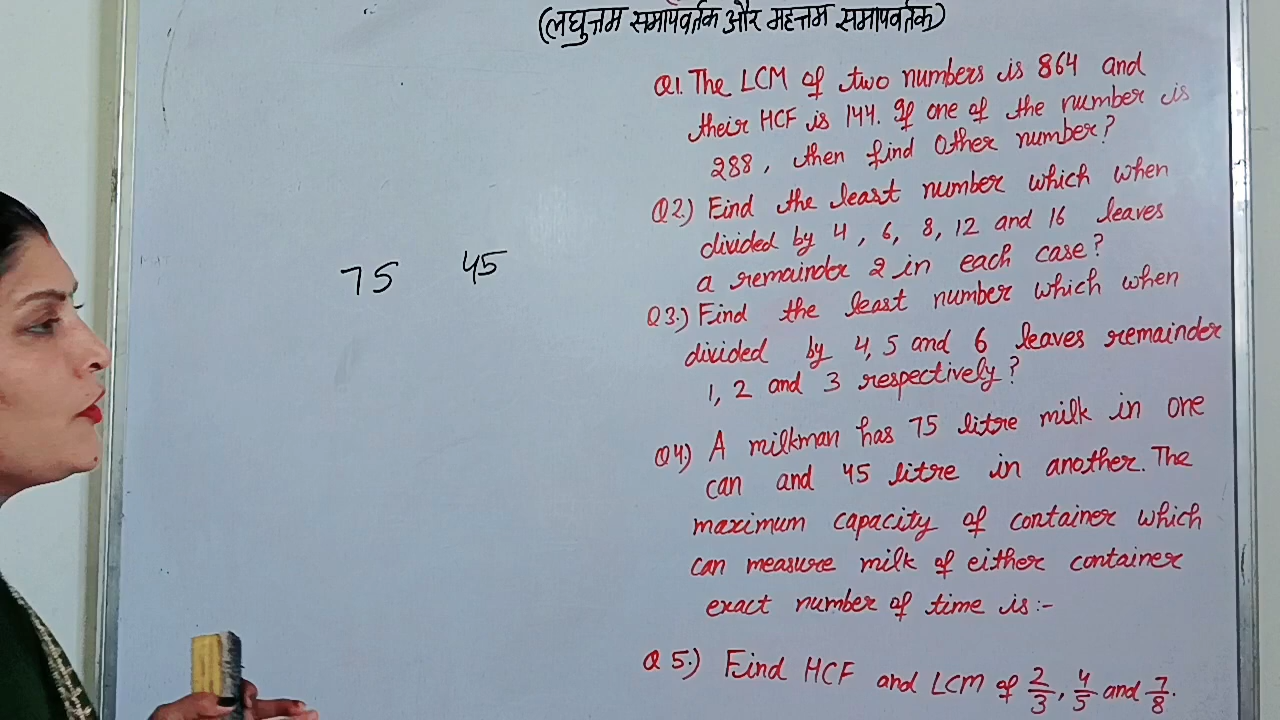 (लघुत्तम समापवर्तक और महत्तम समापवर्तक)
Q1. The LCM of two numbers is 864 and
their HCF is 144. If one of the number is
288, then find Other number?
Q2.) Find the least number which when
divided by 4, 6, 8, 12 and 16 leaves
a remainder 2 in each case?
75 45
Q3.) Find the least number which when
divided by 4, 5 and 6 leaves remainder
1, 2 and 3 respectively?
Q4) A milkman has 75 litre milk in one
can and 45 litre in another. The
maximum capacity of container which
can measure milk of either container
exact number of time is :-
Q 5.) Find HCF and LCM of 2/3, 4/5 and 7/8.